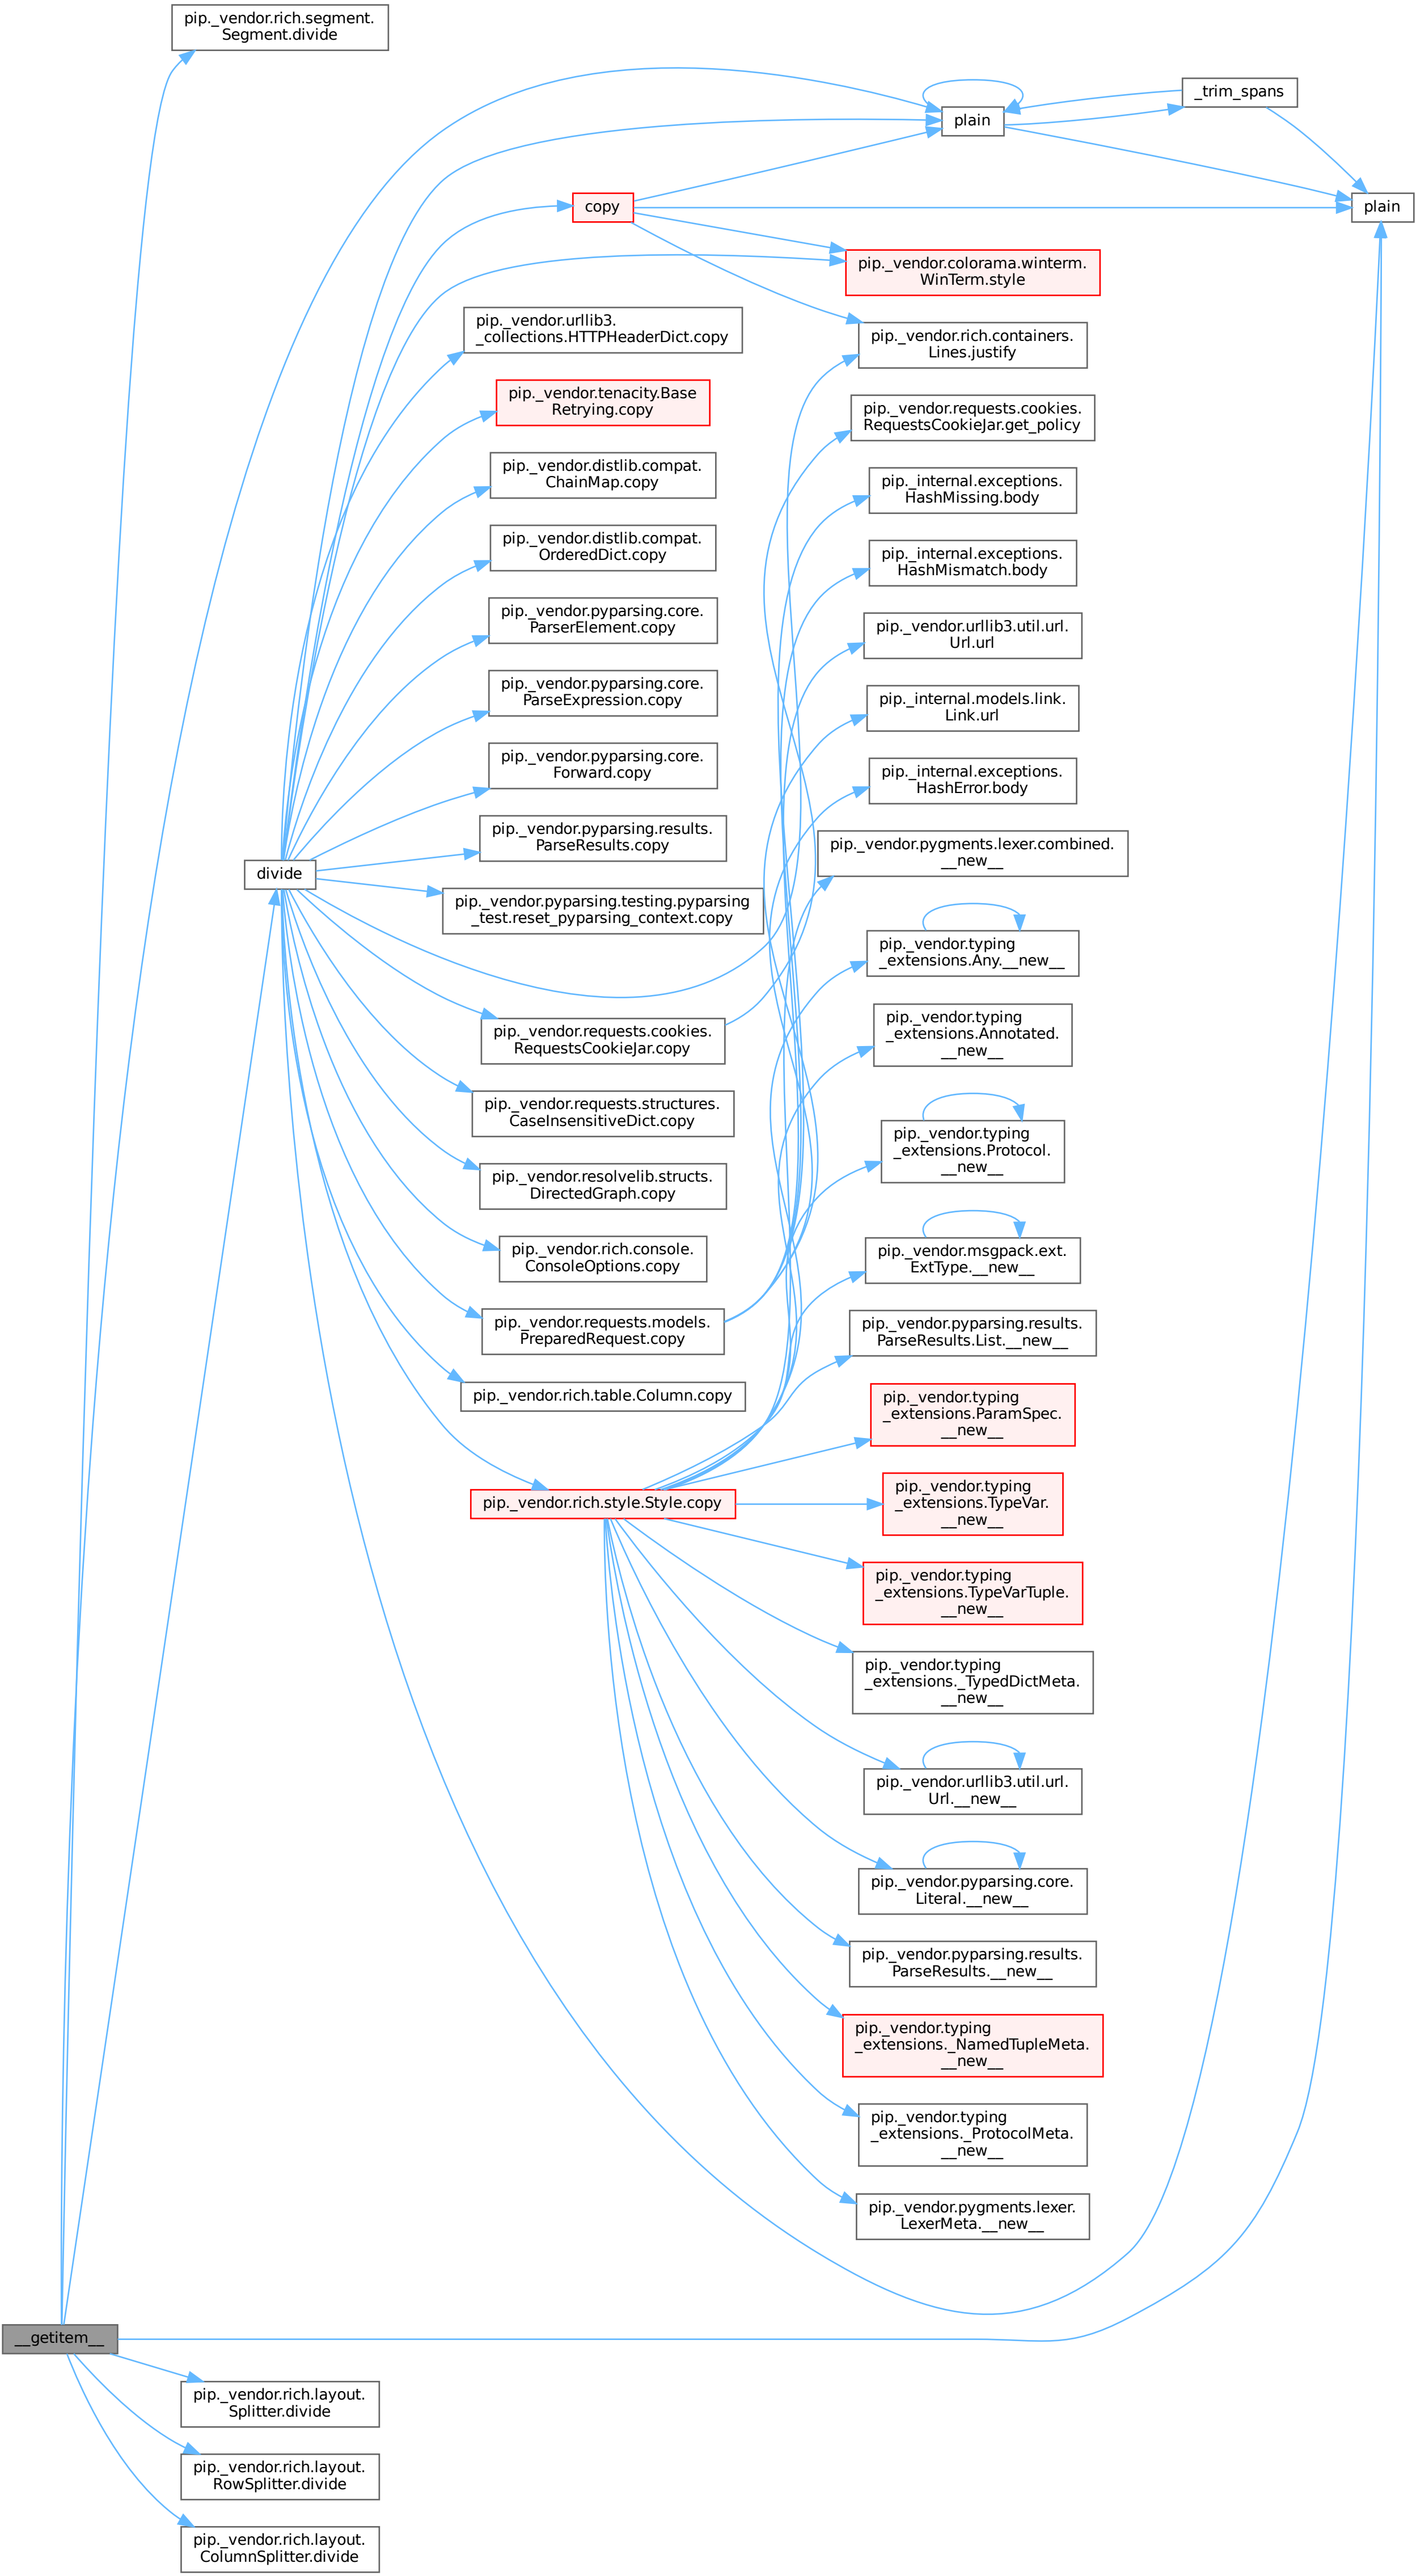 pip._vendor.rich.segment.
Segment.divide
_trim_spans
plain
plain
copy
pip._vendor.colorama.winterm.
WinTerm.style
pip._vendor.urllib3.
_collections.HTTPHeaderDict.copy
pip._vendor.rich.containers.
Lines.justify
pip._vendor.tenacity.Base
Retrying.copy
pip._vendor.requests.cookies.
RequestsCookieJar.get_policy
pip._vendor.distlib.compat.
ChainMap.copy
pip._internal.exceptions.
HashMissing.body
pip._vendor.distlib.compat.
OrderedDict.copy
pip._internal.exceptions.
HashMismatch.body
pip._vendor.pyparsing.core.
ParserElement.copy
pip._vendor.urllib3.util.url.
Url.url
pip._vendor.pyparsing.core.
ParseExpression.copy
pip._internal.models.link.
Link.url
pip._vendor.pyparsing.core.
Forward.copy
pip._internal.exceptions.
HashError.body
pip._vendor.pyparsing.results.
ParseResults.copy
pip._vendor.pygments.lexer.combined.
__new__
divide
pip._vendor.pyparsing.testing.pyparsing
_test.reset_pyparsing_context.copy
pip._vendor.typing
_extensions.Any.__new__
pip._vendor.requests.cookies.
RequestsCookieJar.copy
pip._vendor.typing
_extensions.Annotated.
__new__
pip._vendor.requests.structures.
CaseInsensitiveDict.copy
pip._vendor.typing
_extensions.Protocol.
__new__
pip._vendor.resolvelib.structs.
DirectedGraph.copy
pip._vendor.rich.console.
ConsoleOptions.copy
pip._vendor.msgpack.ext.
ExtType.__new__
pip._vendor.requests.models.
PreparedRequest.copy
pip._vendor.pyparsing.results.
ParseResults.List.__new__
pip._vendor.rich.table.Column.copy
pip._vendor.typing
_extensions.ParamSpec.
__new__
pip._vendor.rich.style.Style.copy
pip._vendor.typing
_extensions.TypeVar.
__new__
pip._vendor.typing
_extensions.TypeVarTuple.
__new__
pip._vendor.typing
_extensions._TypedDictMeta.
__new__
pip._vendor.urllib3.util.url.
Url.__new__
pip._vendor.pyparsing.core.
Literal.__new__
pip._vendor.pyparsing.results.
ParseResults.__new__
pip._vendor.typing
_extensions._NamedTupleMeta.
__new__
pip._vendor.typing
_extensions._ProtocolMeta.
__new__
pip._vendor.pygments.lexer.
LexerMeta.__new__
__getitem__
pip._vendor.rich.layout.
Splitter.divide
pip._vendor.rich.layout.
RowSplitter.divide
pip._vendor.rich.layout.
ColumnSplitter.divide